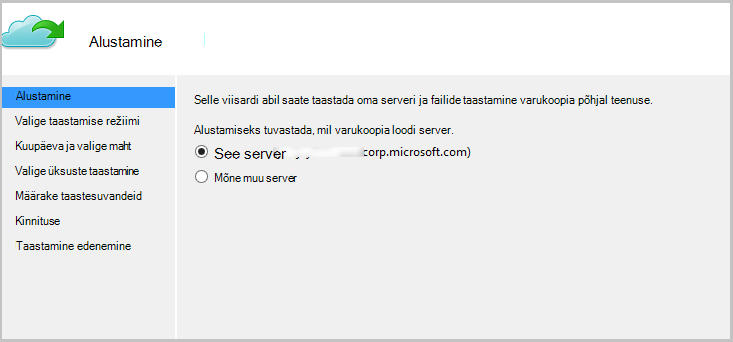 Alustamine
Alustamine
Valige taastamise režiimi
Kuupäeva ja valige maht
Valige üksuste taastamine
Määrake taastesuvandeid
Kinnituse
Taastamine edenemine
Selle viisardi abil saate taastada oma serveri ja failide taastamine varukoopia põhjal teenuse.
Alustamiseks tuvastada, mil varukoopia loodi server.
See server corp.microsoft.com)
Mõne muu server